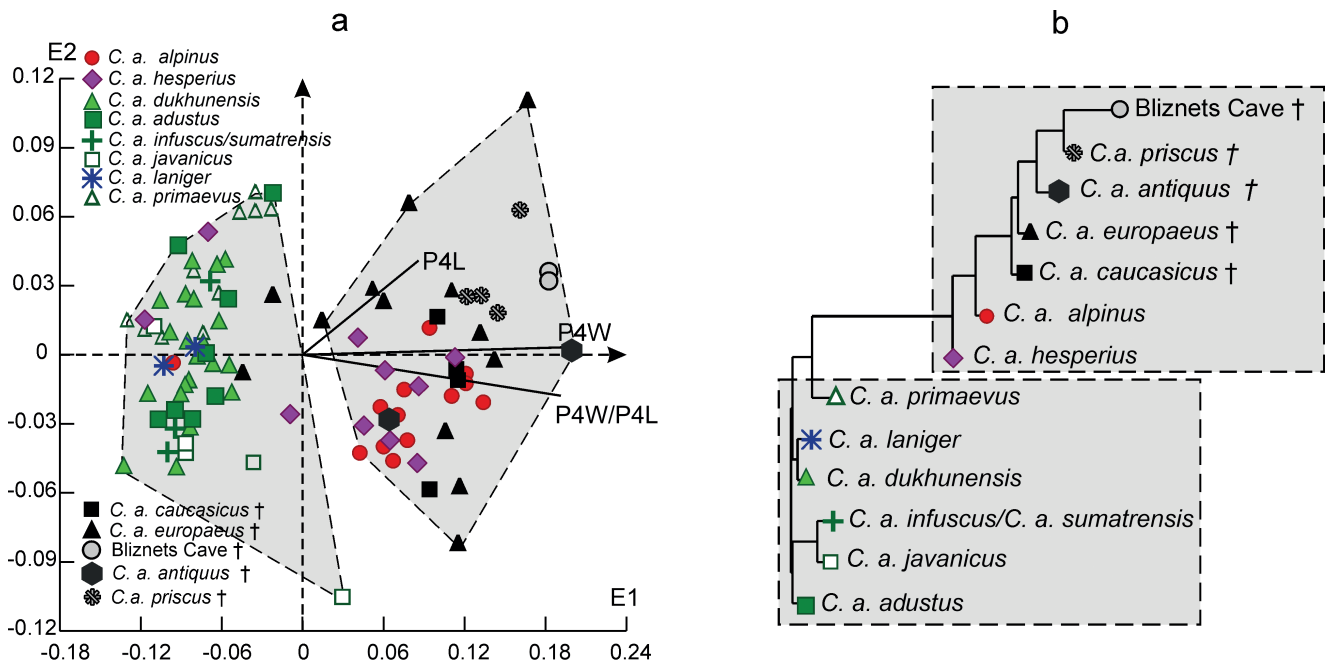 a
b
E2
C. a. alpinus
C. a. hesperius
C. a. dukhunensis
C. a. adustus
C. a. infuscus/sumatrensis
C. a. javanicus
C. a. laniger
C. a. primaevus
0.12
0.09
0.06
0.03
0
-0.03
-0.06
-0.09
-0.12
P4L
P4W
P4W/P4L
C. a. caucasicus †
C. a. europaeus †
Bliznets Cave †
C. a. antiquus †
C.a. priscus †
E1
-0.18
-0.12
-0.06
0
0.06
0.12
0.18
0.24
Bliznets Cave †
C.a. priscus †
C. a. antiquus †
C. a. europaeus †
C. a. caucasicus †
C. a. alpinus
C. a. hesperius
C. a. primaevus
C. a. laniger
C. a. dukhunensis
C. a. infuscus/C. a. sumatrensis
C. a. javanicus
C. a. adustus